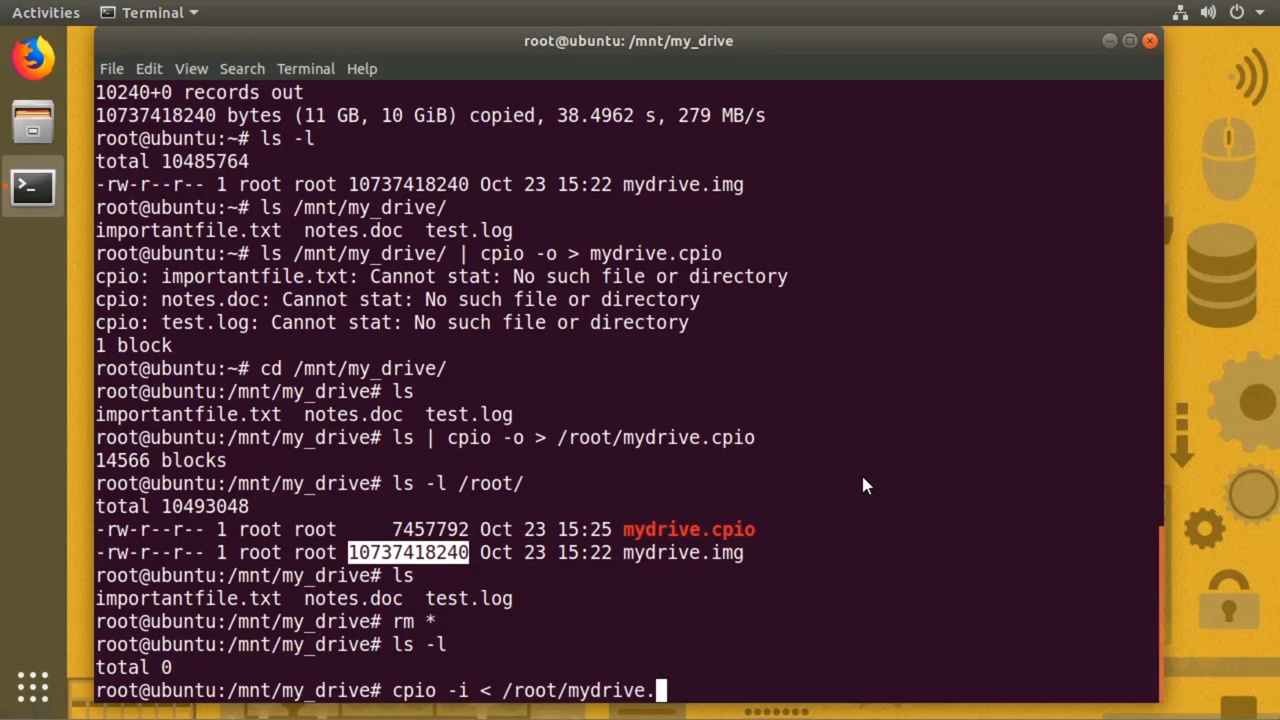 Activities Terminal
root@ubuntu: /mnt/my_drive
File Edit View Search Terminal Help
10240+0 records out
10737418240 bytes (11 GB, 10 GiB) copied, 38.4962 s, 279 MB/s
root@ubuntu:~# ls -l
total 10485764
-rw-r--r-- 1 root root 10737418240 Oct 23 15:22 mydrive.img
root@ubuntu:~# ls /mnt/my_drive/
importantfile.txt  notes.doc  test.log
root@ubuntu:~# ls /mnt/my_drive/ | cpio -o > mydrive.cpio
cpio: importantfile.txt: Cannot stat: No such file or directory
cpio: notes.doc: Cannot stat: No such file or directory
cpio: test.log: Cannot stat: No such file or directory
1 block
root@ubuntu:~# cd /mnt/my_drive/
root@ubuntu:/mnt/my_drive# ls
importantfile.txt  notes.doc  test.log
root@ubuntu:/mnt/my_drive# ls | cpio -o > /root/mydrive.cpio
14566 blocks
root@ubuntu:/mnt/my_drive# ls -l /root/
total 10493048
-rw-r--r-- 1 root root     7457792 Oct 23 15:25 mydrive.cpio
-rw-r--r-- 1 root root 10737418240 Oct 23 15:22 mydrive.img
root@ubuntu:/mnt/my_drive# ls
importantfile.txt  notes.doc  test.log
root@ubuntu:/mnt/my_drive# rm *
root@ubuntu:/mnt/my_drive# ls -l
total 0
root@ubuntu:/mnt/my_drive# cpio -i < /root/mydrive.